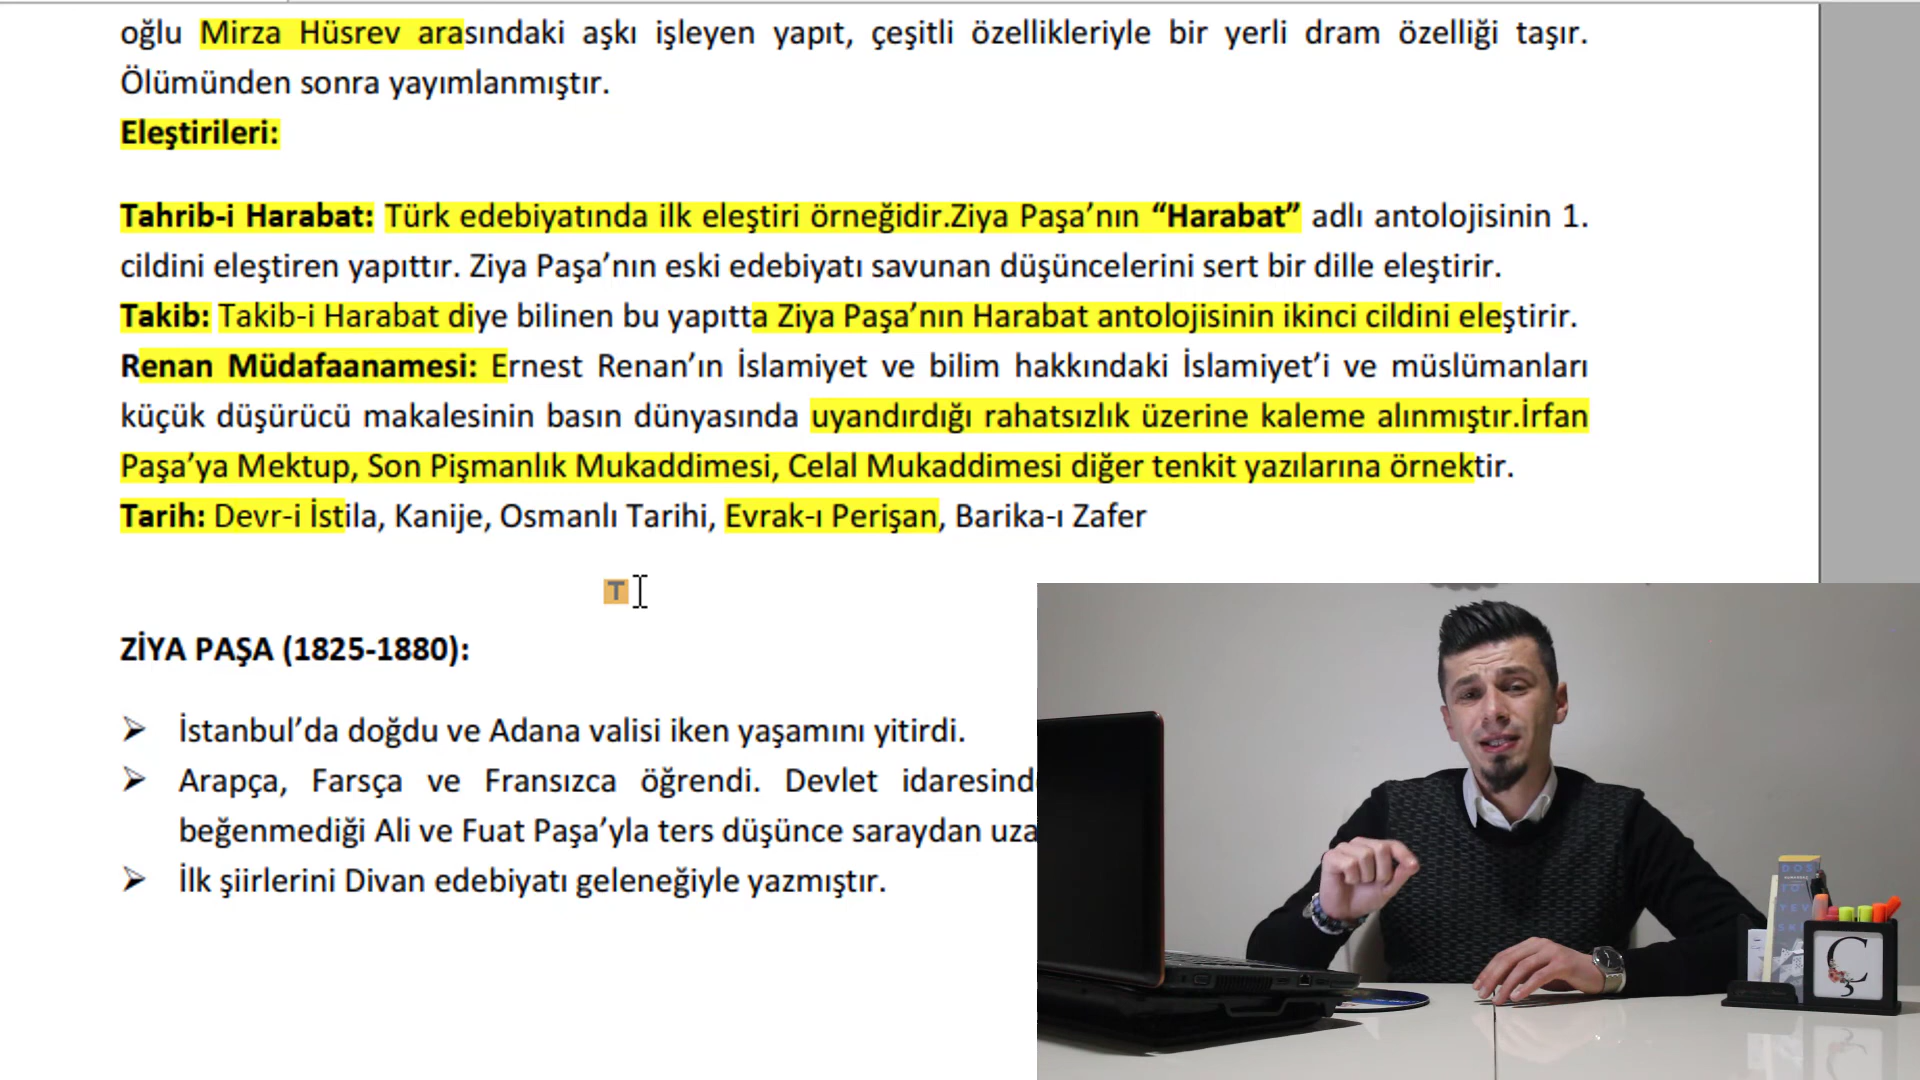 oğlu Mirza Hüsrev arasındaki aşkı işleyen yapıt, çeşitli özellikleriyle bir yerli dram özelliği taşır.
Ölümünden sonra yayımlanmıştır.
Eleştirileri:
Tahrib-i Harabat: Türk edebiyatında ilk eleştiri örneğidir.Ziya Paşa’nın “Harabat” adlı antolojisinin 1.
cildini eleştiren yapıttır. Ziya Paşa’nın eski edebiyatı savunan düşüncelerini sert bir dille eleştirir.
Takib: Takib-i Harabat diye bilinen bu yapıtta Ziya Paşa’nın Harabat antolojisinin ikinci cildini eleştirir.
Renan Müdafaanamesi: Ernest Renan’ın İslamiyet ve bilim hakkındaki İslamiyet’i ve müslümanları
küçük düşürücü makalesinin basın dünyasında uyandırdığı rahatsızlık üzerine kaleme alınmıştır.İrfan
Paşa’ya Mektup, Son Pişmanlık Mukaddimesi, Celal Mukaddimesi diğer tenkit yazılarına örnektir.
Tarih: Devr-i İstila, Kanije, Osmanlı Tarihi, Evrak-ı Perişan, Barika-ı Zafer
T
ZİYA PAŞA (1825-1880):
İstanbul’da doğdu ve Adana valisi iken yaşamını yitirdi.
Arapça, Farsça ve Fransızca öğrendi. Devlet idaresind
beğenmediği Ali ve Fuat Paşa’yla ters düşünce saraydan uza
İlk şiirlerini Divan edebiyatı geleneğiyle yazmıştır.
DOS
TO
YEV
SKİ
Ç